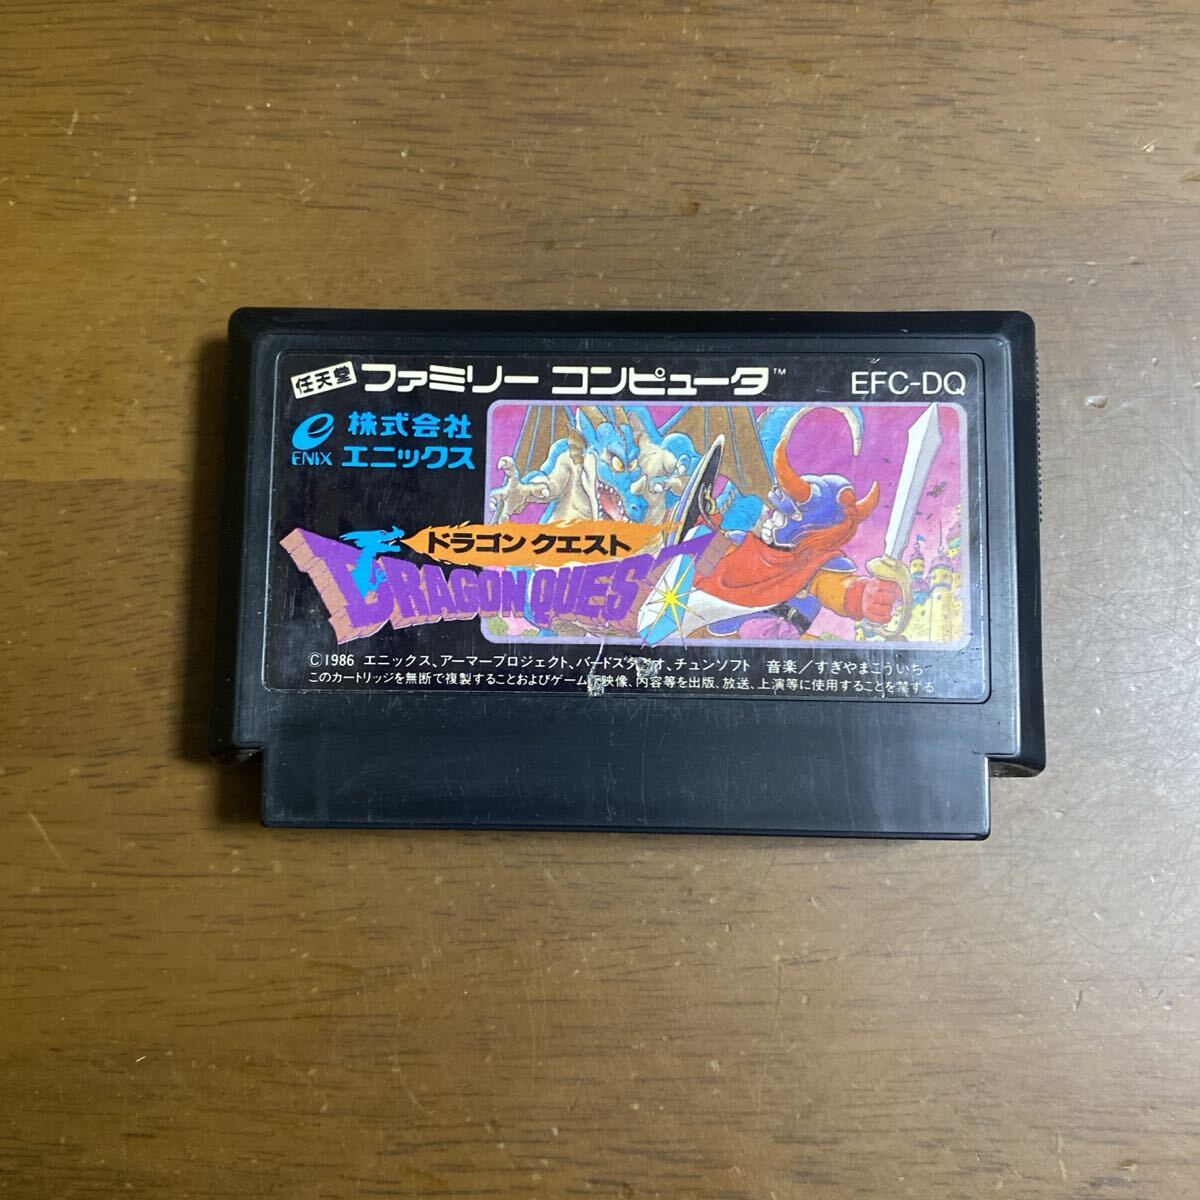 任天堂 ファミリー コンピュータ™ EFC-DQ
e 株式会社
ENIX エニックス
ドラゴン クエスト
DRAGON QUEST
©1986 エニックス、アーマープロジェクト、バードスタジオ、チュンソフト 音楽/すぎやまこういち
このカートリッジを無断で複製することおよびゲームの映像、内容等を出版、放送、上演等に使用することを禁ずる